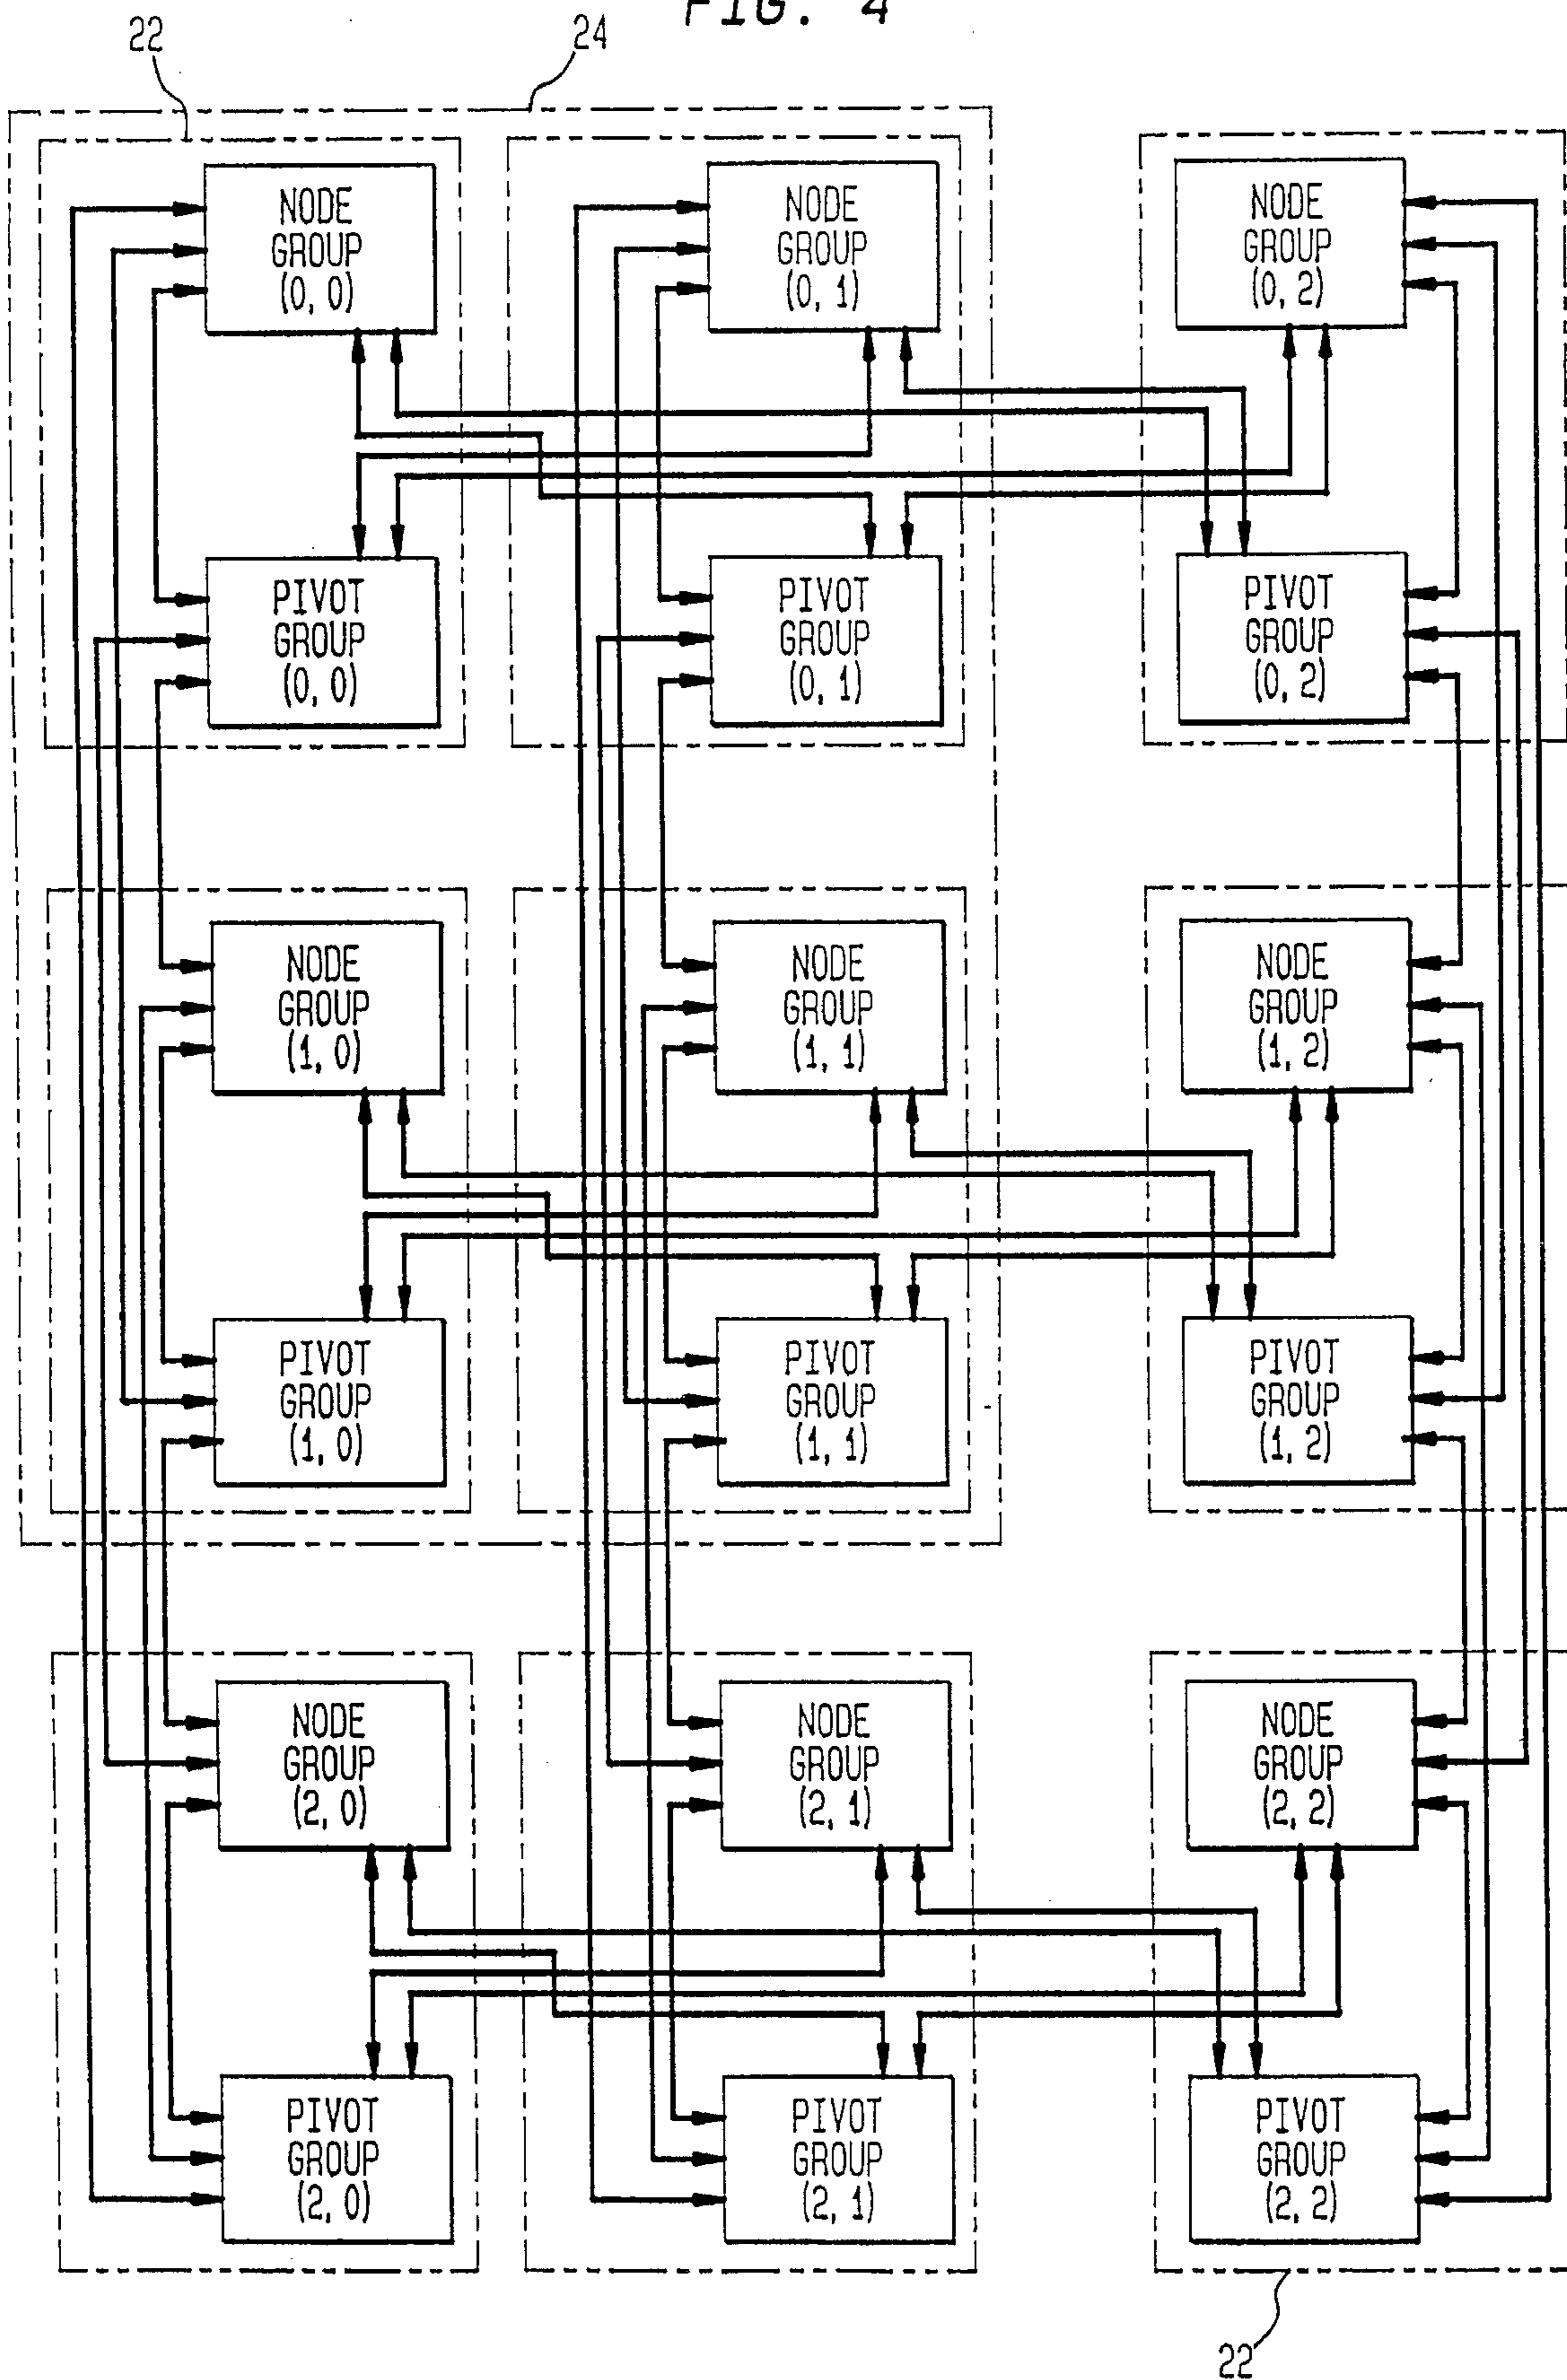 FIG. 4
22
24
NODE
GROUP
(0, 0)
NODE
GROUP
(0, 1)
NODE
GROUP
(0, 2)
PIVOT
GROUP
(0, 0)
PIVOT
GROUP
(0, 1)
PIVOT
GROUP
(0, 2)
NODE
GROUP
(1, 0)
NODE
GROUP
(1, 1)
NODE
GROUP
(1, 2)
PIVOT
GROUP
(1, 0)
PIVOT
GROUP
(1, 1)
PIVOT
GROUP
(1, 2)
NODE
GROUP
(2, 0)
NODE
GROUP
(2, 1)
NODE
GROUP
(2, 2)
PIVOT
GROUP
(2, 0)
PIVOT
GROUP
(2, 1)
PIVOT
GROUP
(2, 2)
22